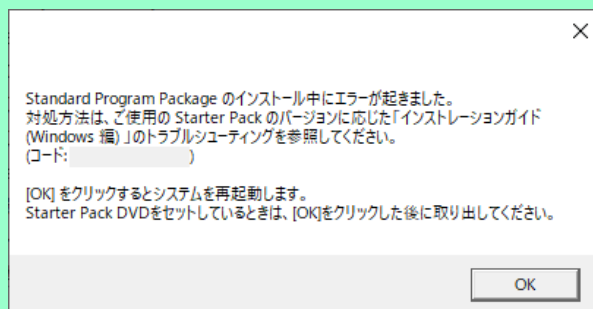 Standard Program Package のインストール中にエラーが起きました。
対処方法は、ご使用の Starter Pack のバージョンに応じた「インストレーションガイド
(Windows 編) 」のトラブルシューティングを参照してください。
(コード: )
[OK] をクリックするとシステムを再起動します。
Starter Pack DVDをセットしているときは、[OK]をクリックした後に取り出してください。
OK